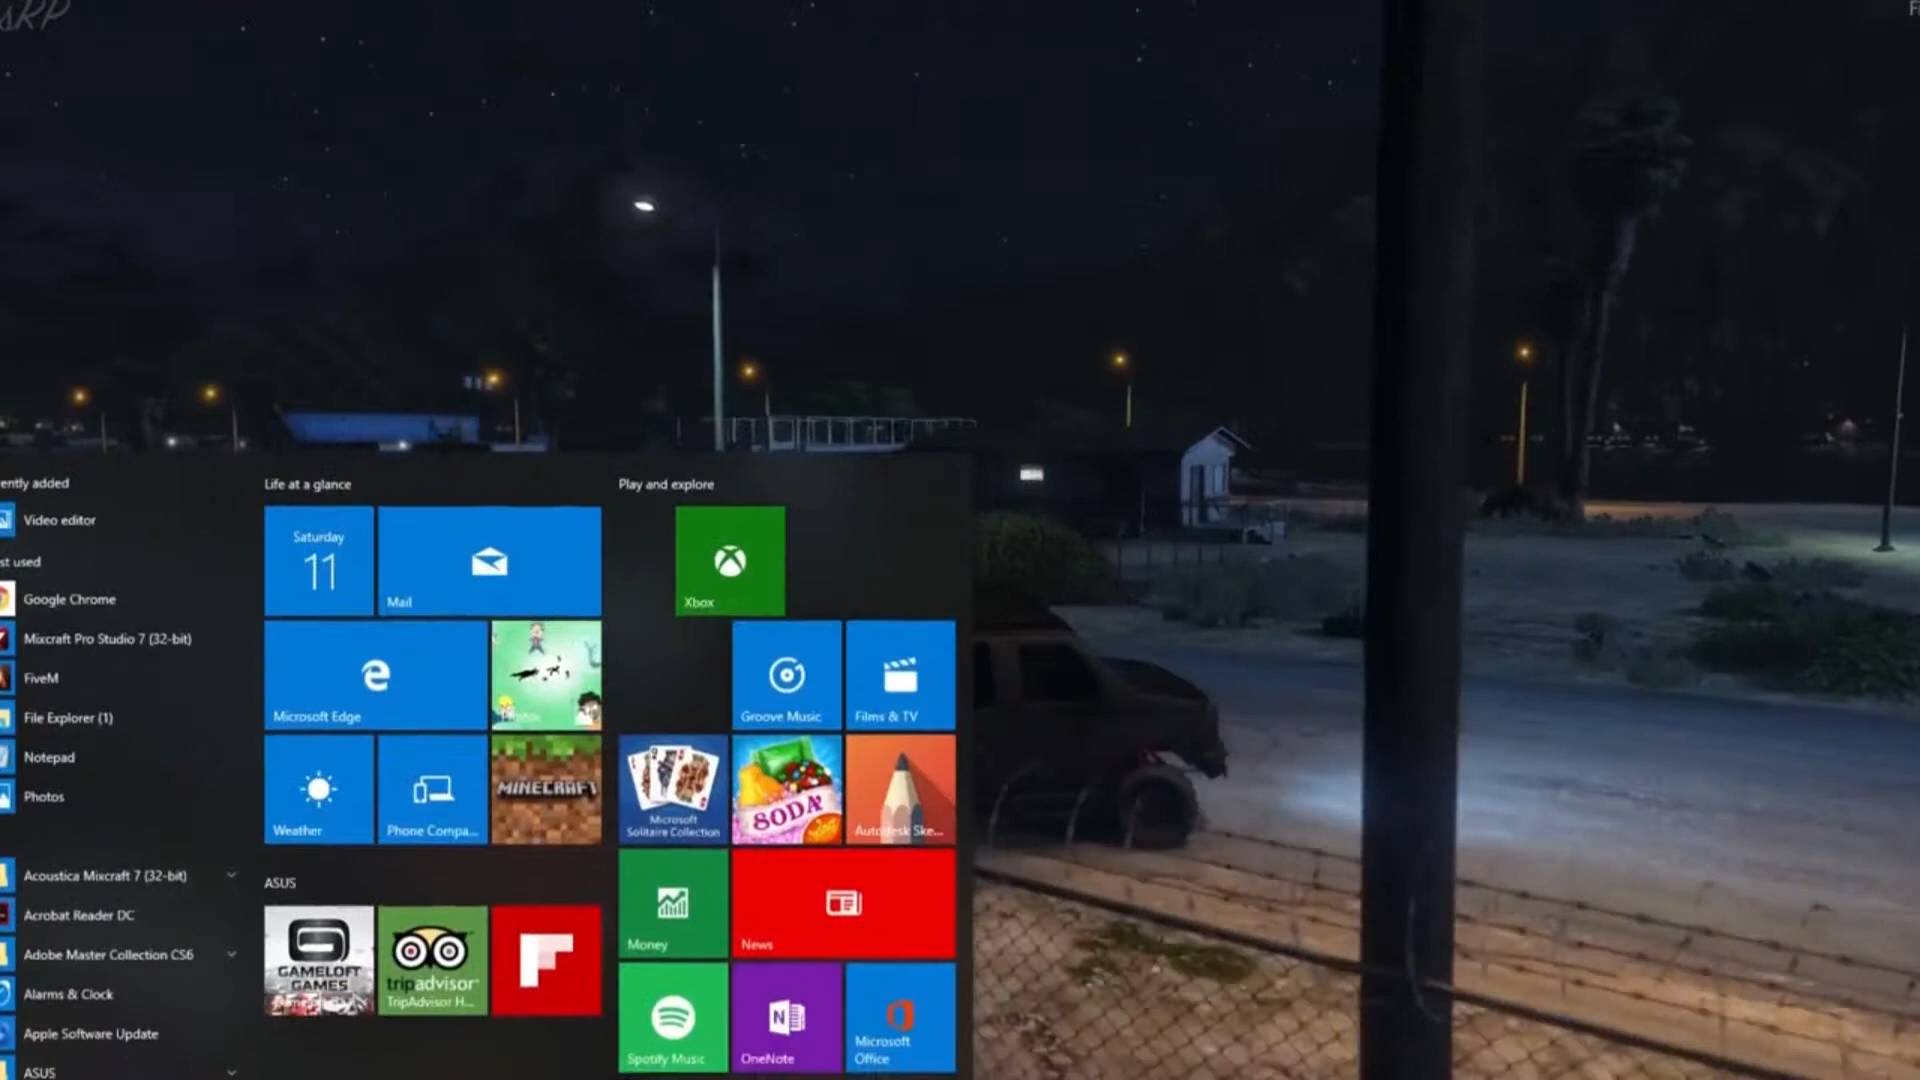 sRP
ently added
Video editor
st used
Google Chrome
Mixcraft Pro Studio 7 (32-bit)
FiveM
File Explorer (1)
Notepad
Photos
Acoustica Mixcraft 7 (32-bit)
Acrobat Reader DC
Adobe Master Collection CS6
Alarms & Clock
Apple Software Update
ASUS
Life at a glance
Saturday
11
Mail
Microsoft Edge
Weather
Phone Compa...
MINECRAFT
ASUS
GAMELOFT
GAMES
tripadvisor
TripAdvisor H...
Play and explore
Xbox
Groove Music
Films & TV
Microsoft
Solitaire Collection
SODA
Autodesk Ske...
Money
News
Spotify Music
OneNote
Microsoft
Office